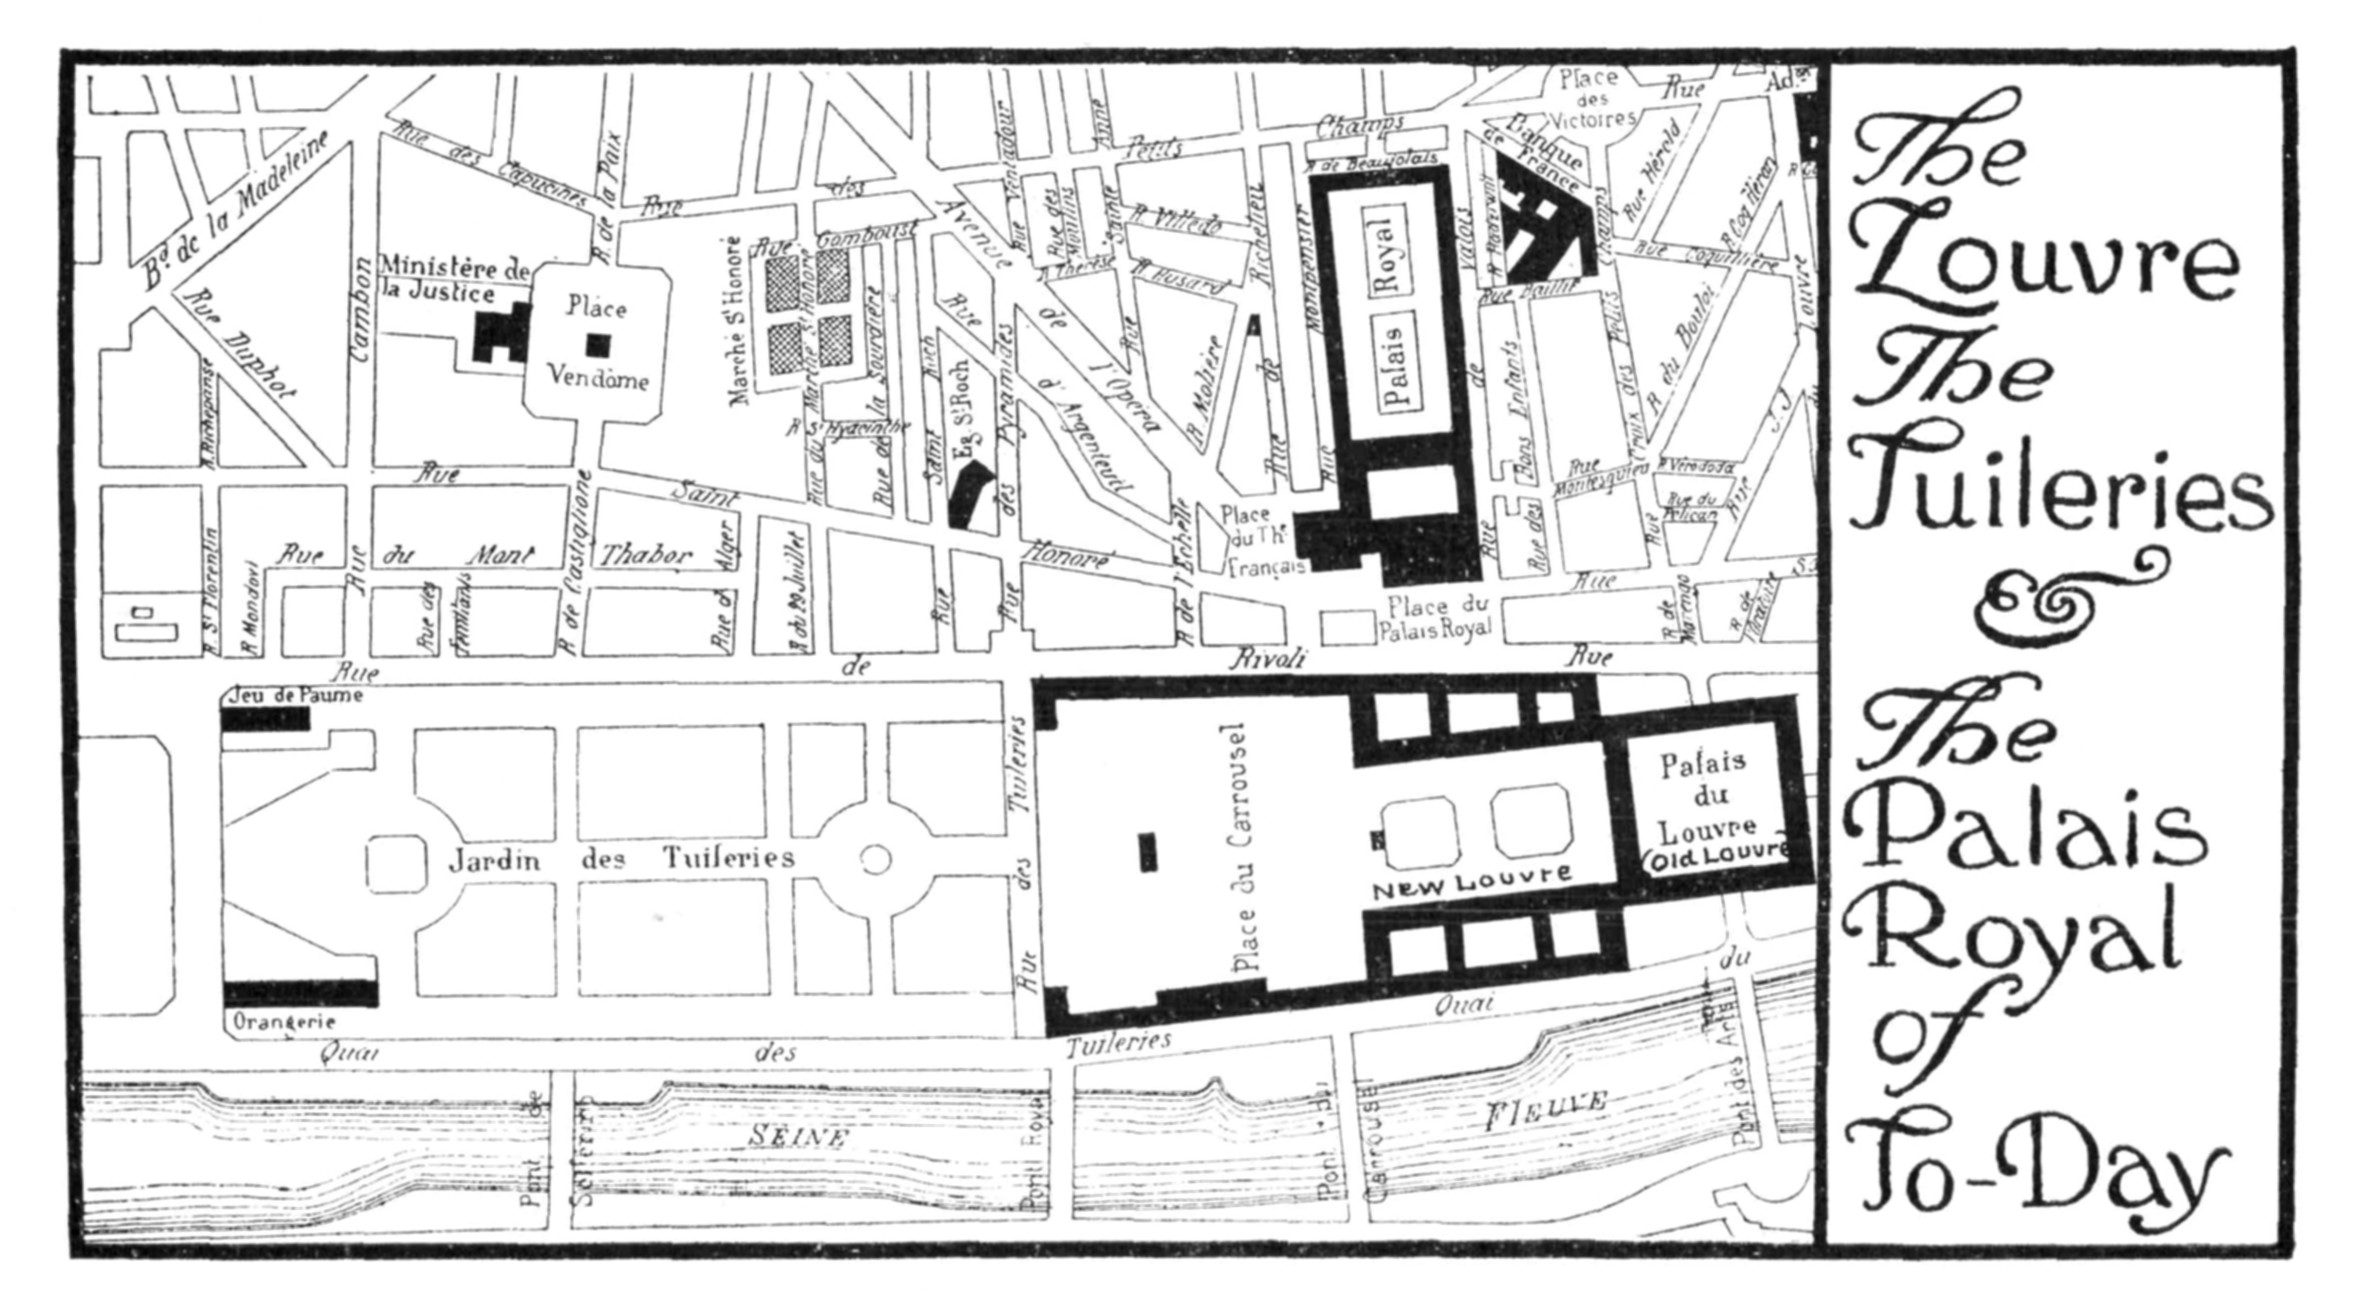 The
Louvre
The
Tuileries
&
The
Palais
Royal
of
To-Day
Place
des
Victoires
Rue
Bd. de la Madeleine
Rue des Capucines
R. de la Paix
Rue des Petits Champs
R de Beaujolais
Banque
de France
Rue Hérold
R. Coq Héron
Rue Ventadour
Rue des
Moulins
Sainte Anne
R Villedo
R Thérèse
Rue Gomboust
Avenue de l'Opéra
Richelieu
Montpensier
Valois
Rue Coquillière
Ministère de
la Justice
Place
Vendôme
Cambon
Rue Duphot
R. Richepanse
Marché St Honoré
Rue du Marché St Honoré
Rue de la Sourdière
R St Hyacinthe
Saint Roch
Eg. St Roch
Rue des Pyramides
Rue
d'Argenteuil
R Molière
Rue de
Royal
Palais
Rue Baillif
Rue des Bons Enfants
Croix des Petits Champs
R du Bouloi
Louvre
Rue
Montesquieu
R Vérododa
Rue du
Pélican
Rue Saint Honoré
Place
du Thé
Français
R de l'Echelle
Rue
Place du
Palais Royal
R de
Marengo
R de
l'Oratoire
R. St Florentin
R Mondovi
Rue du Mont Thabor
Rue
Rue des
Feuillans
R de Castiglione
Rue d'Alger
R du 29 Juillet
Rue
Rue
Rue de Rivoli Rue
Jeu de Paume
Jardin des Tuileries
Orangerie
Rue des Tuileries
Place du Carrousel
New Louvre
Palais
du
Louvre
(Old Louvre)
Quai des Tuileries
Quai du
Pont de
Solferino
SEINE
Pont Royal
Pont du
Carrousel
FLEUVE
Pont des Arts